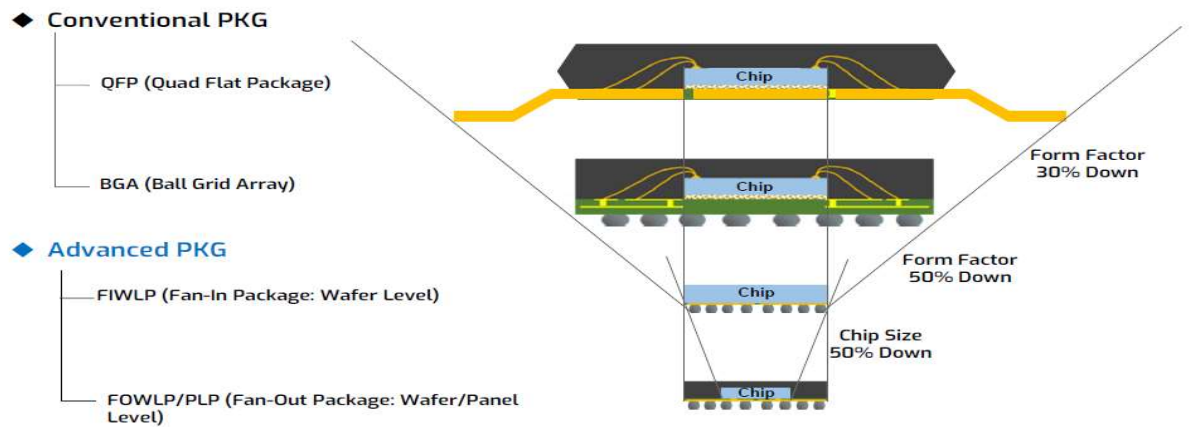 Conventional PKG
QFP (Quad Flat Package)
BGA (Ball Grid Array)
Advanced PKG
FIWLP (Fan-In Package: Wafer Level)
FOWLP/PLP (Fan-Out Package: Wafer/Panel
Level)
Chip
Chip
Chip
Chip
Form Factor
30% Down
Form Factor
50% Down
Chip Size
50% Down